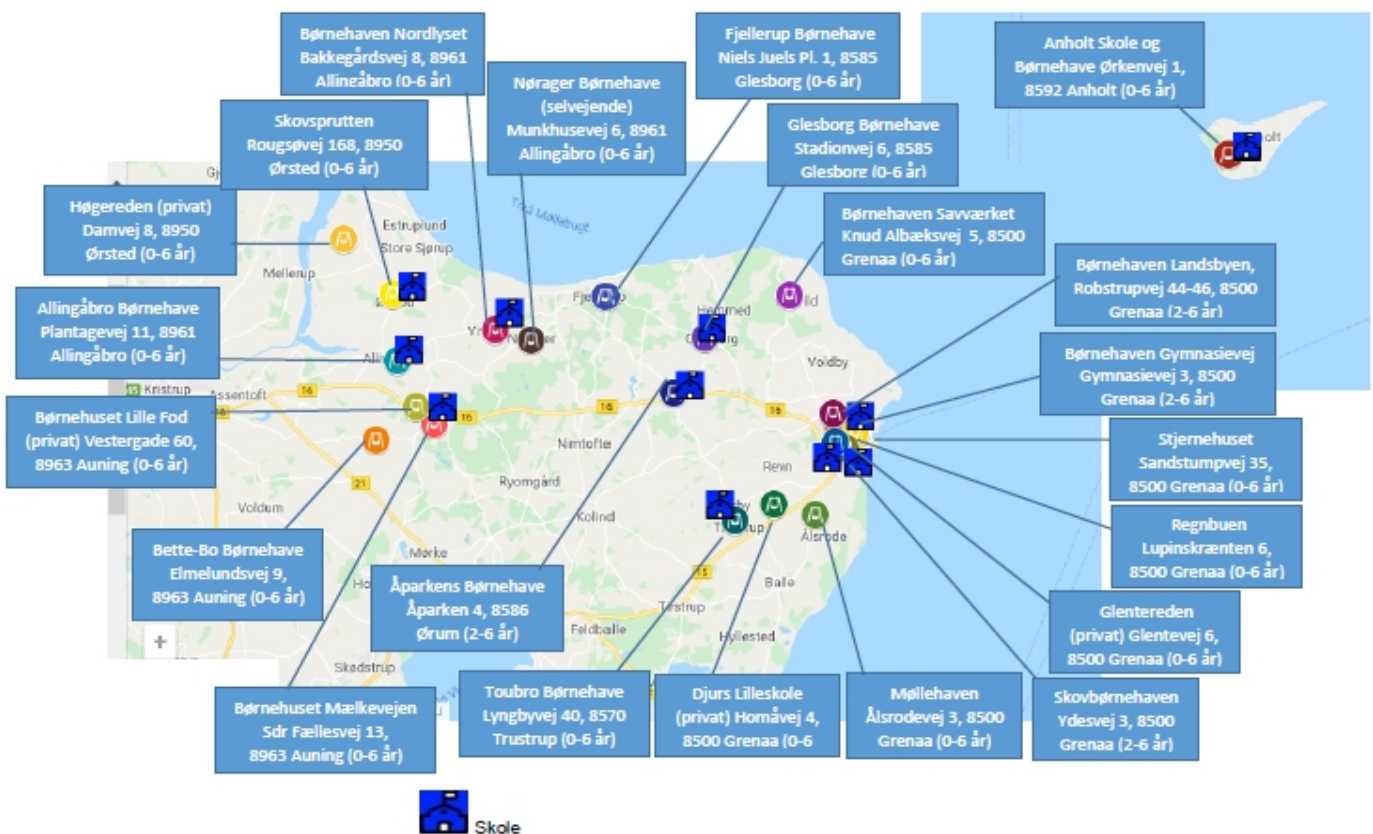 Børnehaven Nordlyset
Bakkegårdsvej 8, 8961
Allingåbro (0-6 år)
Nørager Børnehave
(selvejende)
Munkhusevej 6, 8961
Allingåbro (0-6 år)
Fjellerup Børnehave
Niels Juels Pl. 1, 8585
Glesborg (0-6 år)
Anholt Skole og
Børnehave Ørkenvej 1,
8592 Anholt (0-6 år)
Skovsprutten
Rougsøvej 168, 8950
Ørsted (0-6 år)
Glesborg Børnehave
Stadionvej 6, 8585
Glesborg (0-6 år)
Høgereden (privat)
Damvej 8, 8950
Ørsted (0-6 år)
Børnehaven Savværket
Knud Albæksvej 5, 8500
Grenaa (0-6 år)
Børnehaven Landsbyen,
Robstrupvej 44-46, 8500
Grenaa (2-6 år)
Allingåbro Børnehave
Plantagevej 11, 8961
Allingåbro (0-6 år)
Børnehaven Gymnasievej
Gymnasievej 3, 8500
Grenaa (2-6 år)
Børnehuset Lille Fod
(privat) Vestergade 60,
8963 Auning (0-6 år)
Stjernehuset
Sandstumpvej 35,
8500 Grenaa (0-6 år)
Regnbuen
Lupinskrænten 6,
8500 Grenaa (0-6 år)
Bette-Bo Børnehave
Elmelundsvej 9,
8963 Auning (0-6 år)
Åparkens Børnehave
Åparken 4, 8586
Ørum (2-6 år)
Glentereden
(privat) Glentevej 6,
8500 Grenaa (0-6 år)
Børnehuset Mælkevejen
Sdr Fællesvej 13,
8963 Auning (0-6 år)
Toubro Børnehave
Lyngbyvej 40, 8570
Trustrup (0-6 år)
Djurs Lilleskole
(privat) Homåvej 4,
8500 Grenaa (0-6
Møllehaven
Ålsrodevej 3, 8500
Grenaa (0-6 år)
Skovbørnehaven
Ydesvej 3, 8500
Grenaa (2-6 år)
Estruplund
Store Sjørup
Mellerup
Hemmed
Voldby
Kristrup
Assentoft
16
16
16
16
16
Nimtofte
Revn
Ryomgård
21
Voldum
Kolind
Ålsrode
Mørke
15
Balle
Tirstrup
Feldballe
Hyllested
Skødstrup
+
Skole